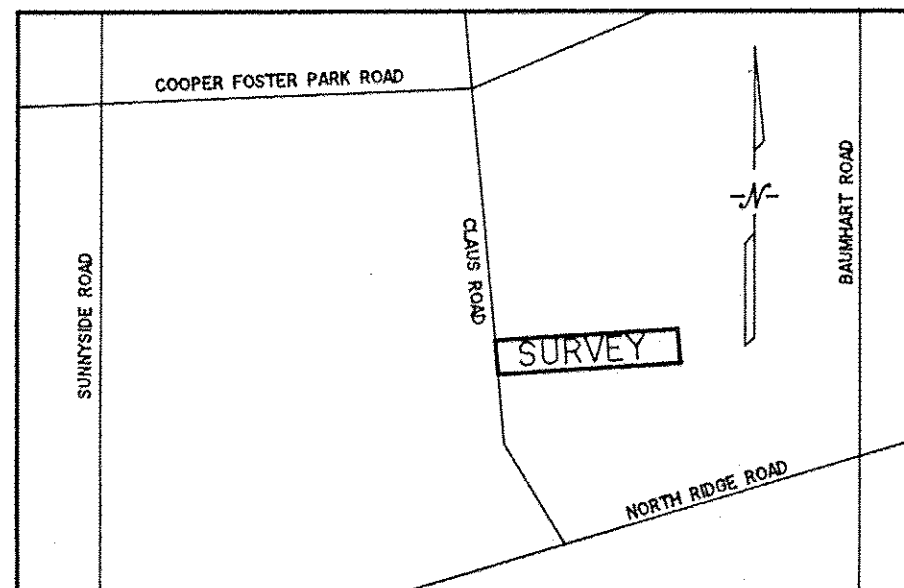 COOPER FOSTER PARK ROAD
SUNNYSIDE ROAD
CLAUS ROAD
-N-
BAUMHART ROAD
SURVEY
NORTH RIDGE ROAD